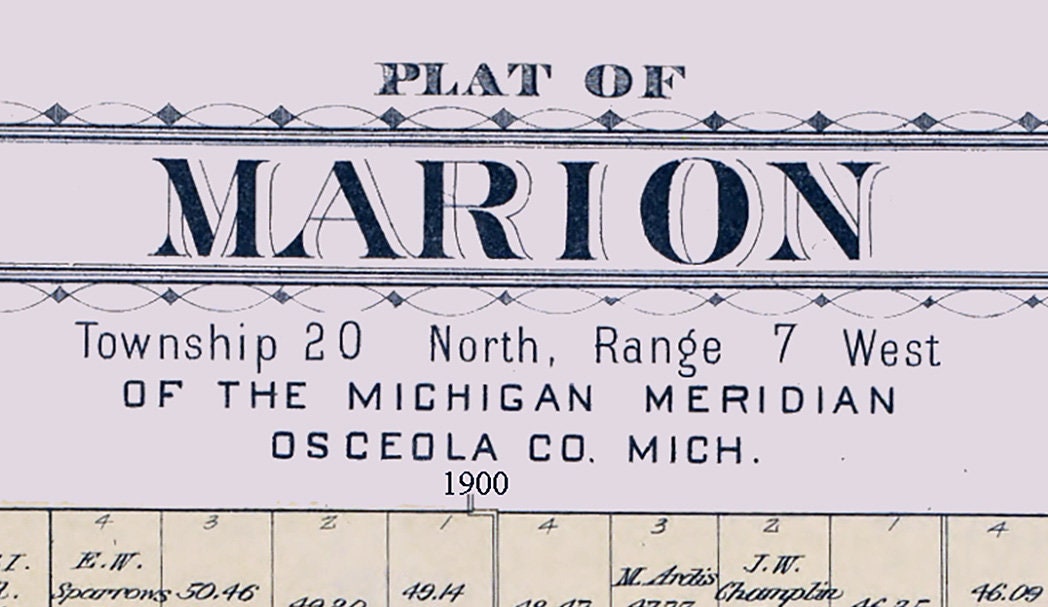 PLAT OF
MARION
Township 20 North, Range 7 West
OF THE MICHIGAN MERIDIAN
OSCEOLA CO. MICH.
1900
4 3 2 1 4 3 2 1 4
E.W. J.W.
Sparrows 50.46 49.14 M. Ardis Champlin 46.09